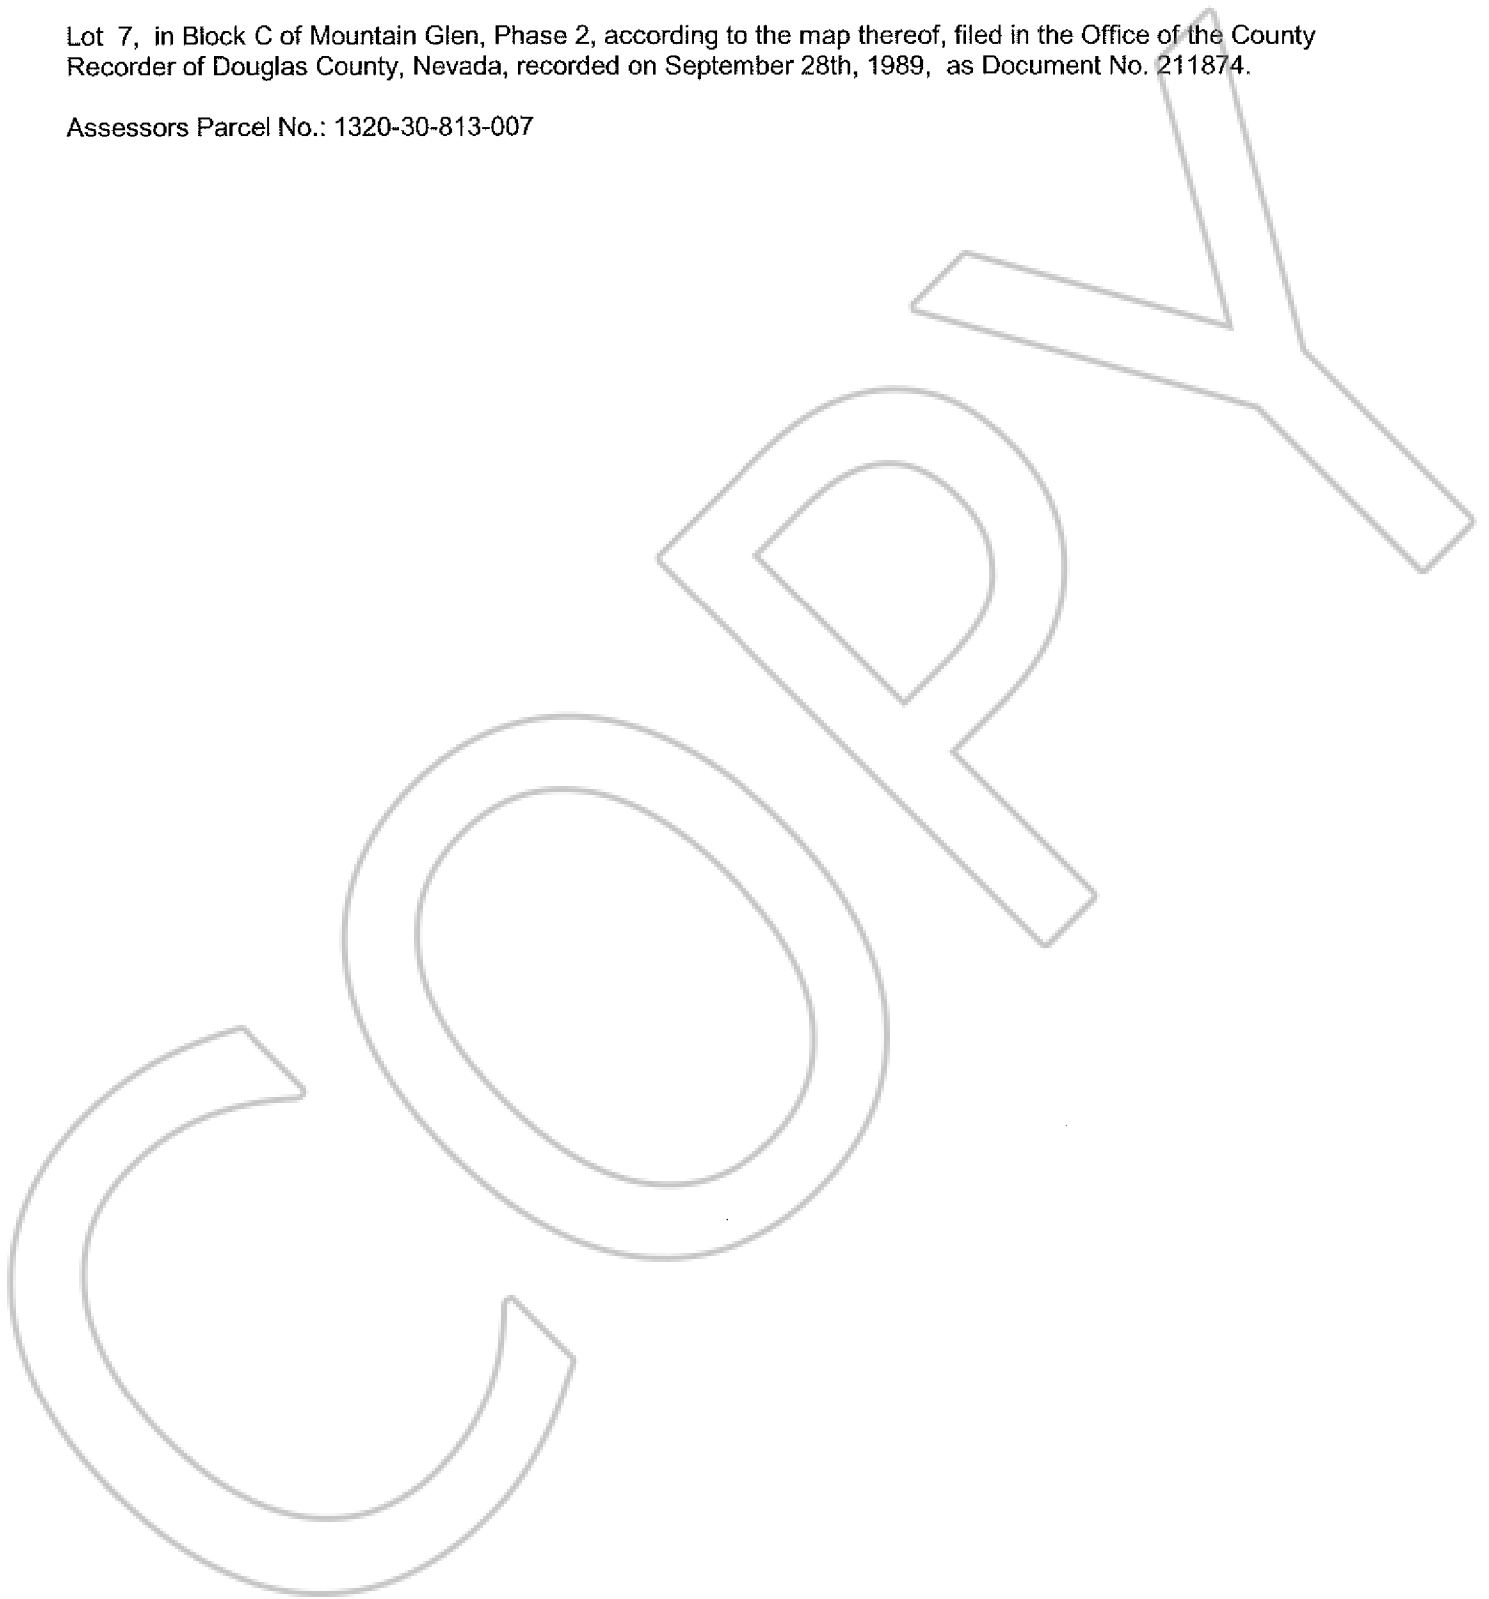 Lot 7, in Block C of Mountain Glen, Phase 2, according to the map thereof, filed in the Office of the County
Recorder of Douglas County, Nevada, recorded on September 28th, 1989, as Document No. 211874.
Assessors Parcel No.: 1320-30-813-007
COPY